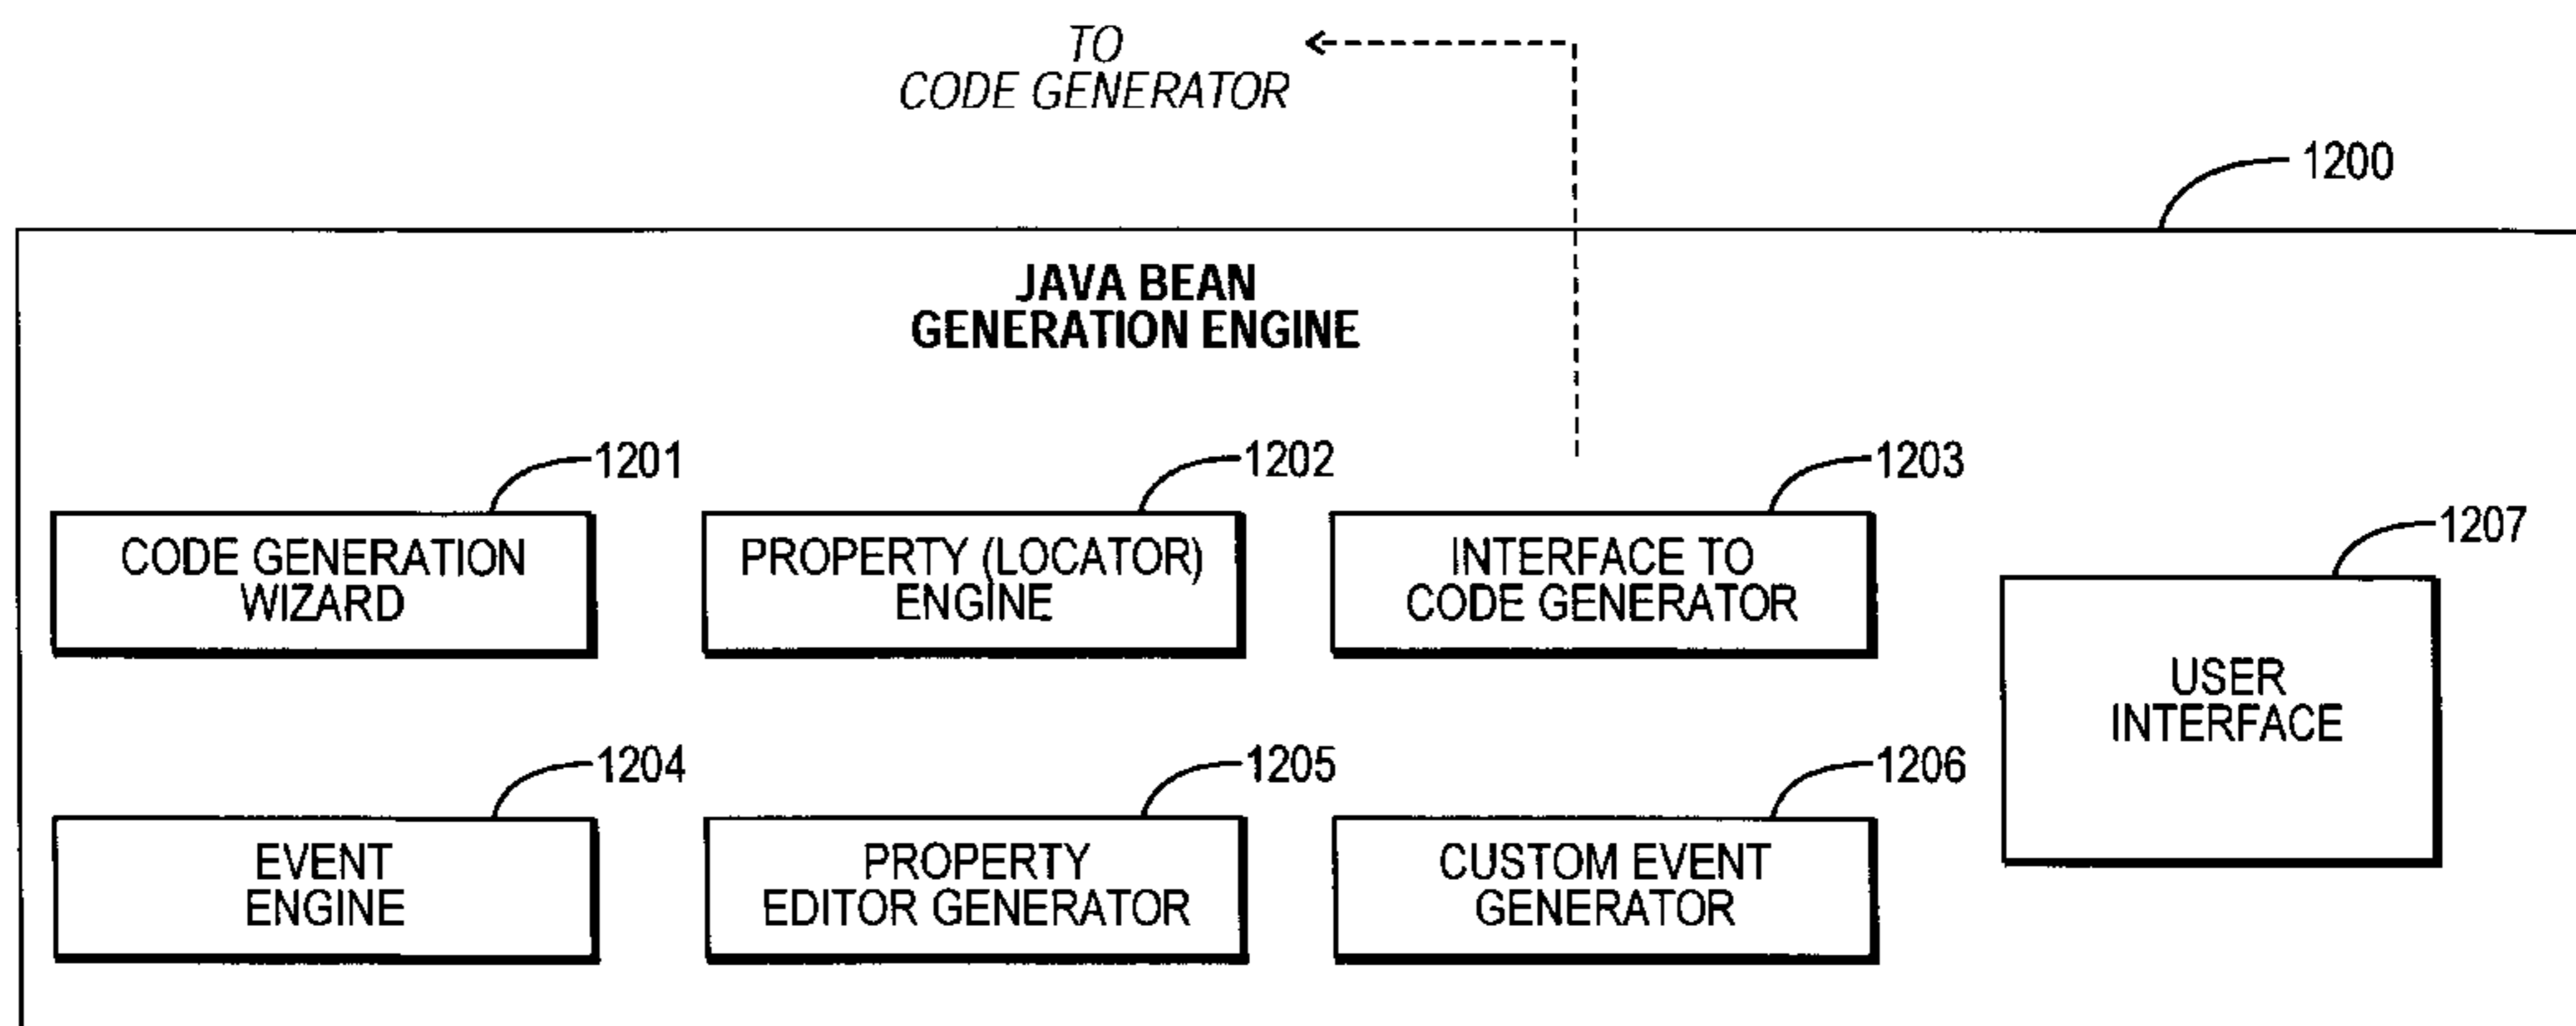 TO
CODE GENERATOR
1200
JAVA BEAN
GENERATION ENGINE
1201
CODE GENERATION
WIZARD
1202
PROPERTY (LOCATOR)
ENGINE
1203
INTERFACE TO
CODE GENERATOR
1207
USER
INTERFACE
1204
EVENT
ENGINE
1205
PROPERTY
EDITOR GENERATOR
1206
CUSTOM EVENT
GENERATOR